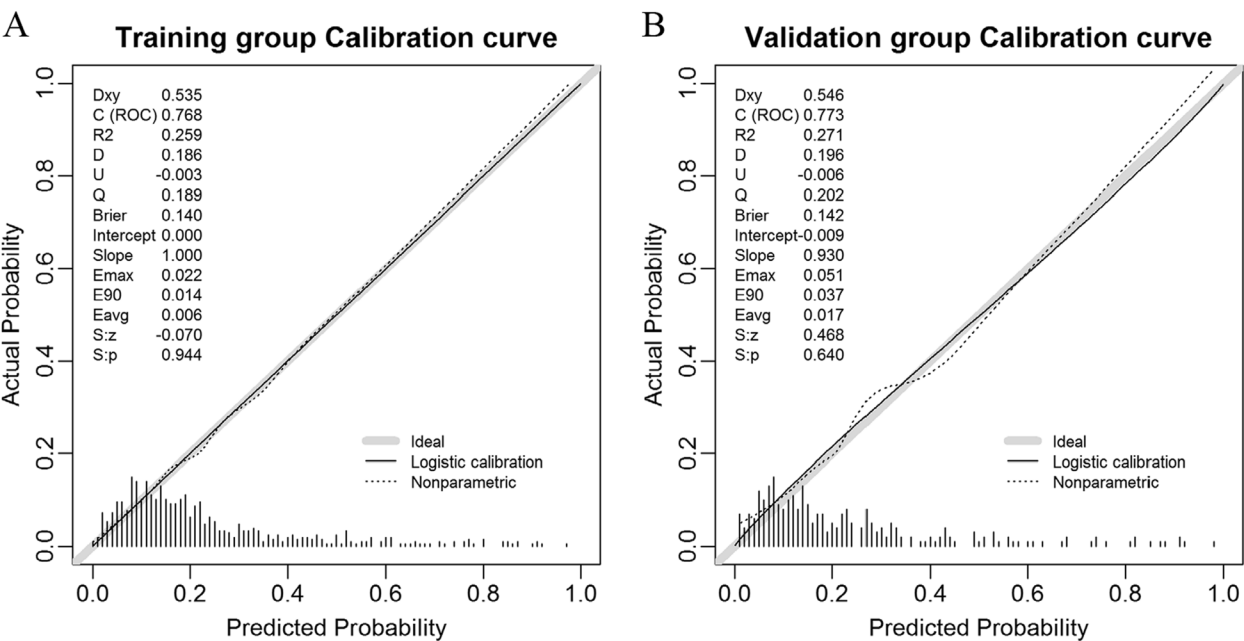 A
Training group Calibration curve
Dxy 0.535
C (ROC) 0.768
R2 0.259
D 0.186
U -0.003
Q 0.189
Brier 0.140
Intercept 0.000
Slope 1.000
Emax 0.022
E90 0.014
Eavg 0.006
S:z -0.070
S:p 0.944
Ideal
Logistic calibration
Nonparametric
Actual Probability
1.0
0.8
0.6
0.4
0.2
0.0
0.0 0.2 0.4 0.6 0.8 1.0
Predicted Probability
B
Validation group Calibration curve
Dxy 0.546
C (ROC) 0.773
R2 0.271
D 0.196
U -0.006
Q 0.202
Brier 0.142
Intercept-0.009
Slope 0.930
Emax 0.051
E90 0.037
Eavg 0.017
S:z 0.468
S:p 0.640
Ideal
Logistic calibration
Nonparametric
Actual Probability
1.0
0.8
0.6
0.4
0.2
0.0
0.0 0.2 0.4 0.6 0.8 1.0
Predicted Probability